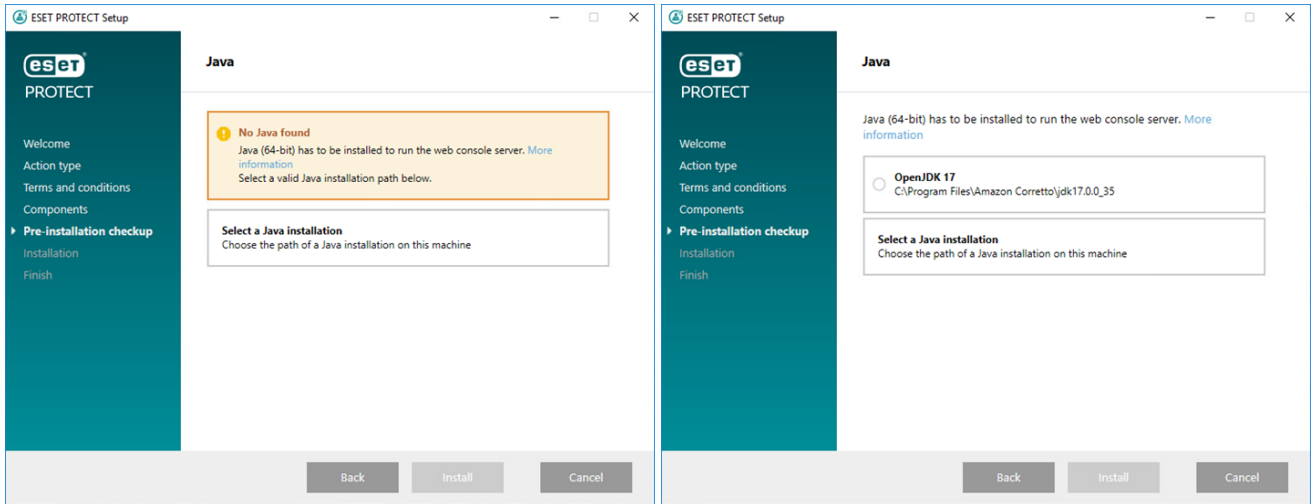 ESET PROTECT Setup
eset
PROTECT
Welcome
Action type
Terms and conditions
Components
Pre-installation checkup
Installation
Finish
Java
No Java found
Java (64-bit) has to be installed to run the web console server. More
information
Select a valid Java installation path below.
Select a Java installation
Choose the path of a Java installation on this machine
Back
Install
Cancel
ESET PROTECT Setup
eset
PROTECT
Welcome
Action type
Terms and conditions
Components
Pre-installation checkup
Installation
Finish
Java
Java (64-bit) has to be installed to run the web console server. More
information
OpenJDK 17
C:\Program Files\Amazon Corretto\jdk17.0.0_35
Select a Java installation
Choose the path of a Java installation on this machine
Back
Install
Cancel